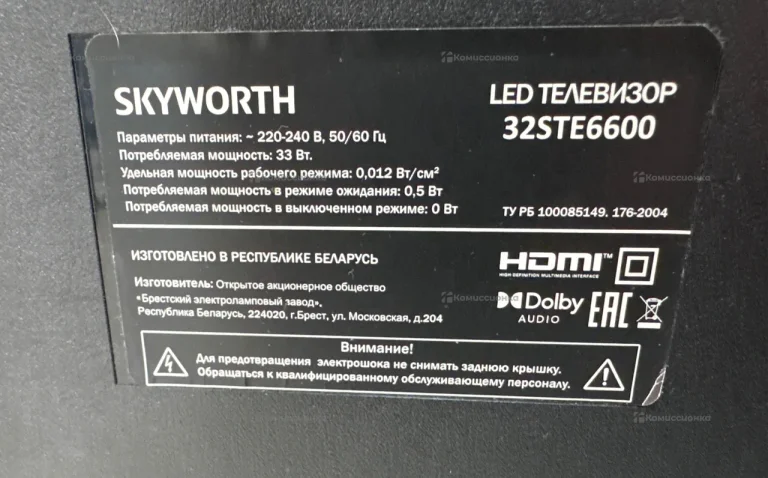 SKYWORTH
LED ТЕЛЕВИЗОР
32STE6600
Параметры питания: ~ 220-240 В, 50/60 Гц
Потребляемая мощность: 33 Вт.
Удельная мощность рабочего режима: 0,012 Вт/см²
Потребляемая мощность в режиме ожидания: 0,5 Вт
Потребляемая мощность в выключенном режиме: 0 Вт
ТУ РБ 100085149. 176-2004
ИЗГОТОВЛЕНО В РЕСПУБЛИКЕ БЕЛАРУСЬ
Изготовитель: Открытое акционерное общество
«Брестский электроламповый завод».
Республика Беларусь, 224020, г.Брест, ул. Московская, д.204
HDMI™
HIGH-DEFINITION MULTIMEDIA INTERFACE
Dolby
AUDIO
EAC
Внимание!
Для предотвращения электрошока не снимать заднюю крышку.
Обращаться к квалифицированному обслуживающему персоналу.
Комиссионка
Комиссионка
Комиссионка
Комиссионка